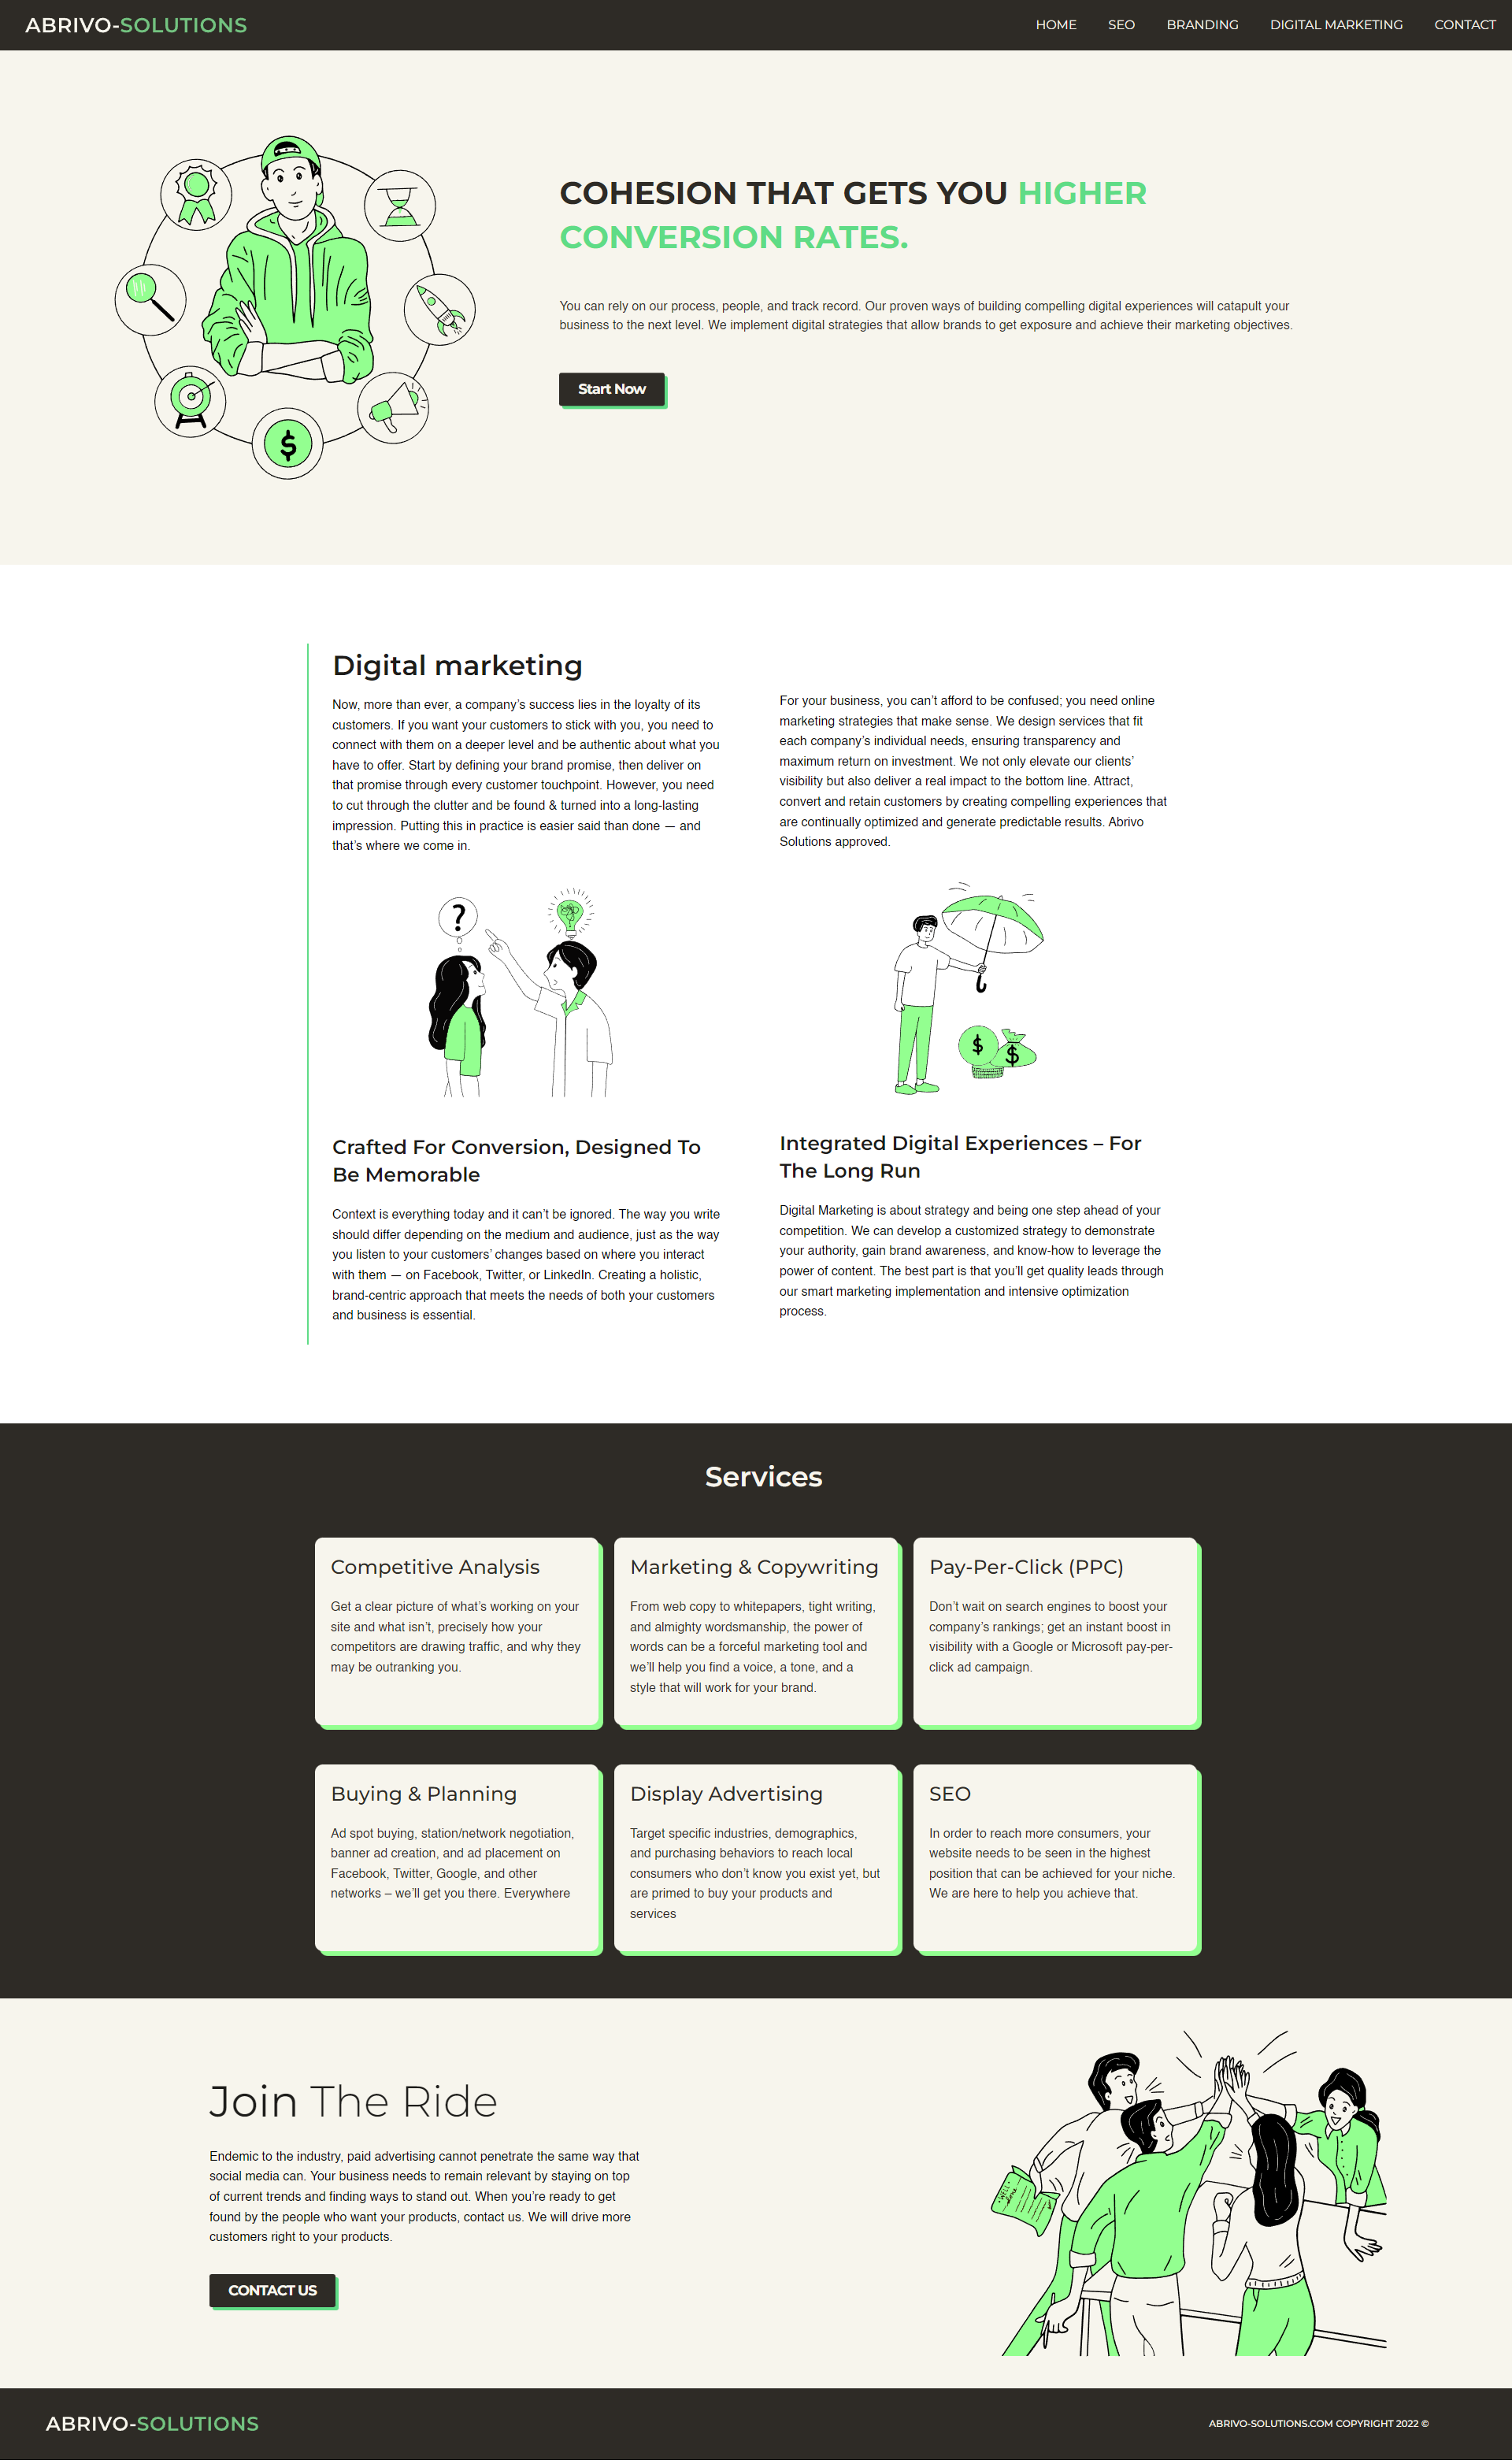 ABRIVO-SOLUTIONS
HOME SEO BRANDING DIGITAL MARKETING CONTACT
COHESION THAT GETS YOU HIGHER
CONVERSION RATES.
You can rely on our process, people, and track record. Our proven ways of building compelling digital experiences will catapult your
business to the next level. We implement digital strategies that allow brands to get exposure and achieve their marketing objectives.
Start Now
$
Digital marketing
Now, more than ever, a company’s success lies in the loyalty of its
customers. If you want your customers to stick with you, you need to
connect with them on a deeper level and be authentic about what you
have to offer. Start by defining your brand promise, then deliver on
that promise through every customer touchpoint. However, you need
to cut through the clutter and be found & turned into a long-lasting
impression. Putting this in practice is easier said than done — and
that’s where we come in.
?
Crafted For Conversion, Designed To
Be Memorable
Context is everything today and it can’t be ignored. The way you write
should differ depending on the medium and audience, just as the way
you listen to your customers’ changes based on where you interact
with them — on Facebook, Twitter, or LinkedIn. Creating a holistic,
brand-centric approach that meets the needs of both your customers
and business is essential.
For your business, you can’t afford to be confused; you need online
marketing strategies that make sense. We design services that fit
each company’s individual needs, ensuring transparency and
maximum return on investment. We not only elevate our clients’
visibility but also deliver a real impact to the bottom line. Attract,
convert and retain customers by creating compelling experiences that
are continually optimized and generate predictable results. Abrivo
Solutions approved.
$ $
Integrated Digital Experiences – For
The Long Run
Digital Marketing is about strategy and being one step ahead of your
competition. We can develop a customized strategy to demonstrate
your authority, gain brand awareness, and know-how to leverage the
power of content. The best part is that you’ll get quality leads through
our smart marketing implementation and intensive optimization
process.
Services
Competitive Analysis
Get a clear picture of what’s working on your
site and what isn’t, precisely how your
competitors are drawing traffic, and why they
may be outranking you.
Marketing & Copywriting
From web copy to whitepapers, tight writing,
and almighty wordsmanship, the power of
words can be a forceful marketing tool and
we’ll help you find a voice, a tone, and a
style that will work for your brand.
Pay-Per-Click (PPC)
Don’t wait on search engines to boost your
company’s rankings; get an instant boost in
visibility with a Google or Microsoft pay-per-
click ad campaign.
Buying & Planning
Ad spot buying, station/network negotiation,
banner ad creation, and ad placement on
Facebook, Twitter, Google, and other
networks – we’ll get you there. Everywhere
Display Advertising
Target specific industries, demographics,
and purchasing behaviors to reach local
consumers who don’t know you exist yet, but
are primed to buy your products and
services
SEO
In order to reach more consumers, your
website needs to be seen in the highest
position that can be achieved for your niche.
We are here to help you achieve that.
Join The Ride
Endemic to the industry, paid advertising cannot penetrate the same way that
social media can. Your business needs to remain relevant by staying on top
of current trends and finding ways to stand out. When you’re ready to get
found by the people who want your products, contact us. We will drive more
customers right to your products.
CONTACT US
Well
done
ABRIVO-SOLUTIONS
ABRIVO-SOLUTIONS.COM COPYRIGHT 2022 ©